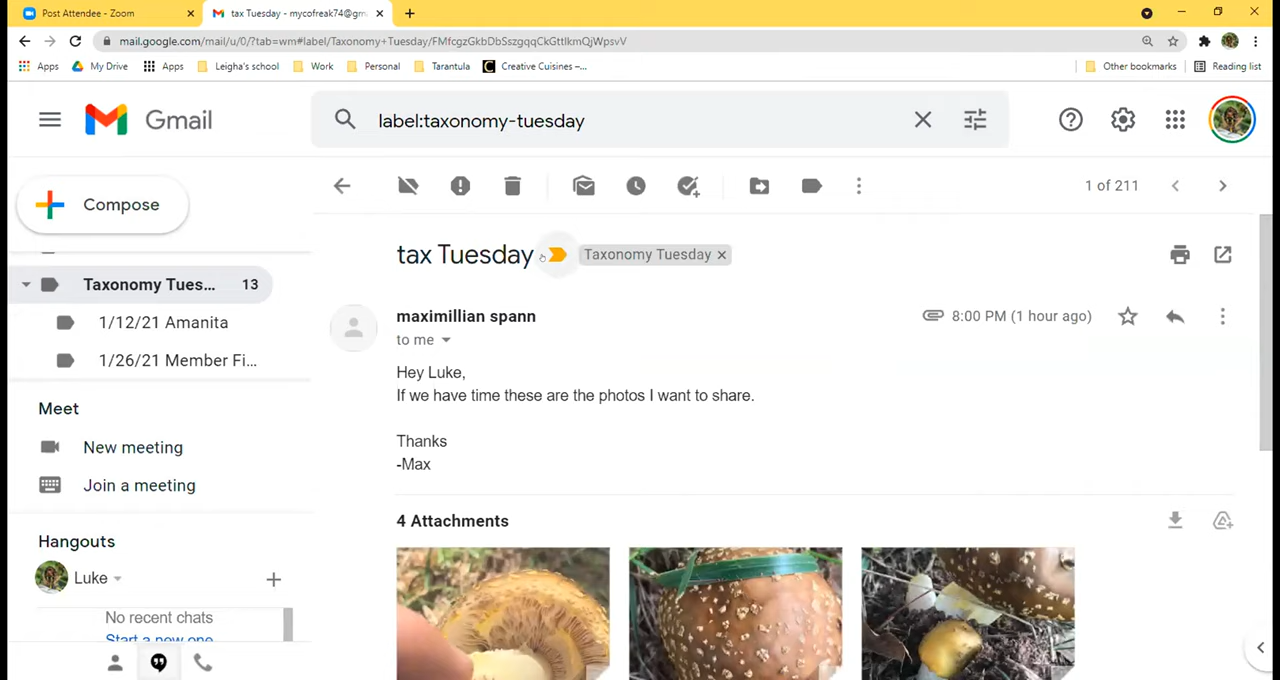 Post Attendee - Zoom
tax Tuesday - mycofreak74@gm
mail.google.com/mail/u/0/?tab=wm#label/Taxonomy+Tuesday/FMfcgzGkbDbSszgqqCkGttlkmQjWpsvV
Apps My Drive Apps Leigha's school Work Personal Tarantula Creative Cuisines –... Other bookmarks Reading list
Gmail
label:taxonomy-tuesday
Compose
1 of 211
tax Tuesday
Taxonomy Tuesday
Taxonomy Tues... 13
1/12/21 Amanita
1/26/21 Member Fi...
maximillian spann
8:00 PM (1 hour ago)
to me
Hey Luke,
If we have time these are the photos I want to share.
Thanks
-Max
Meet
New meeting
Join a meeting
4 Attachments
Hangouts
Luke
No recent chats
Start a new one